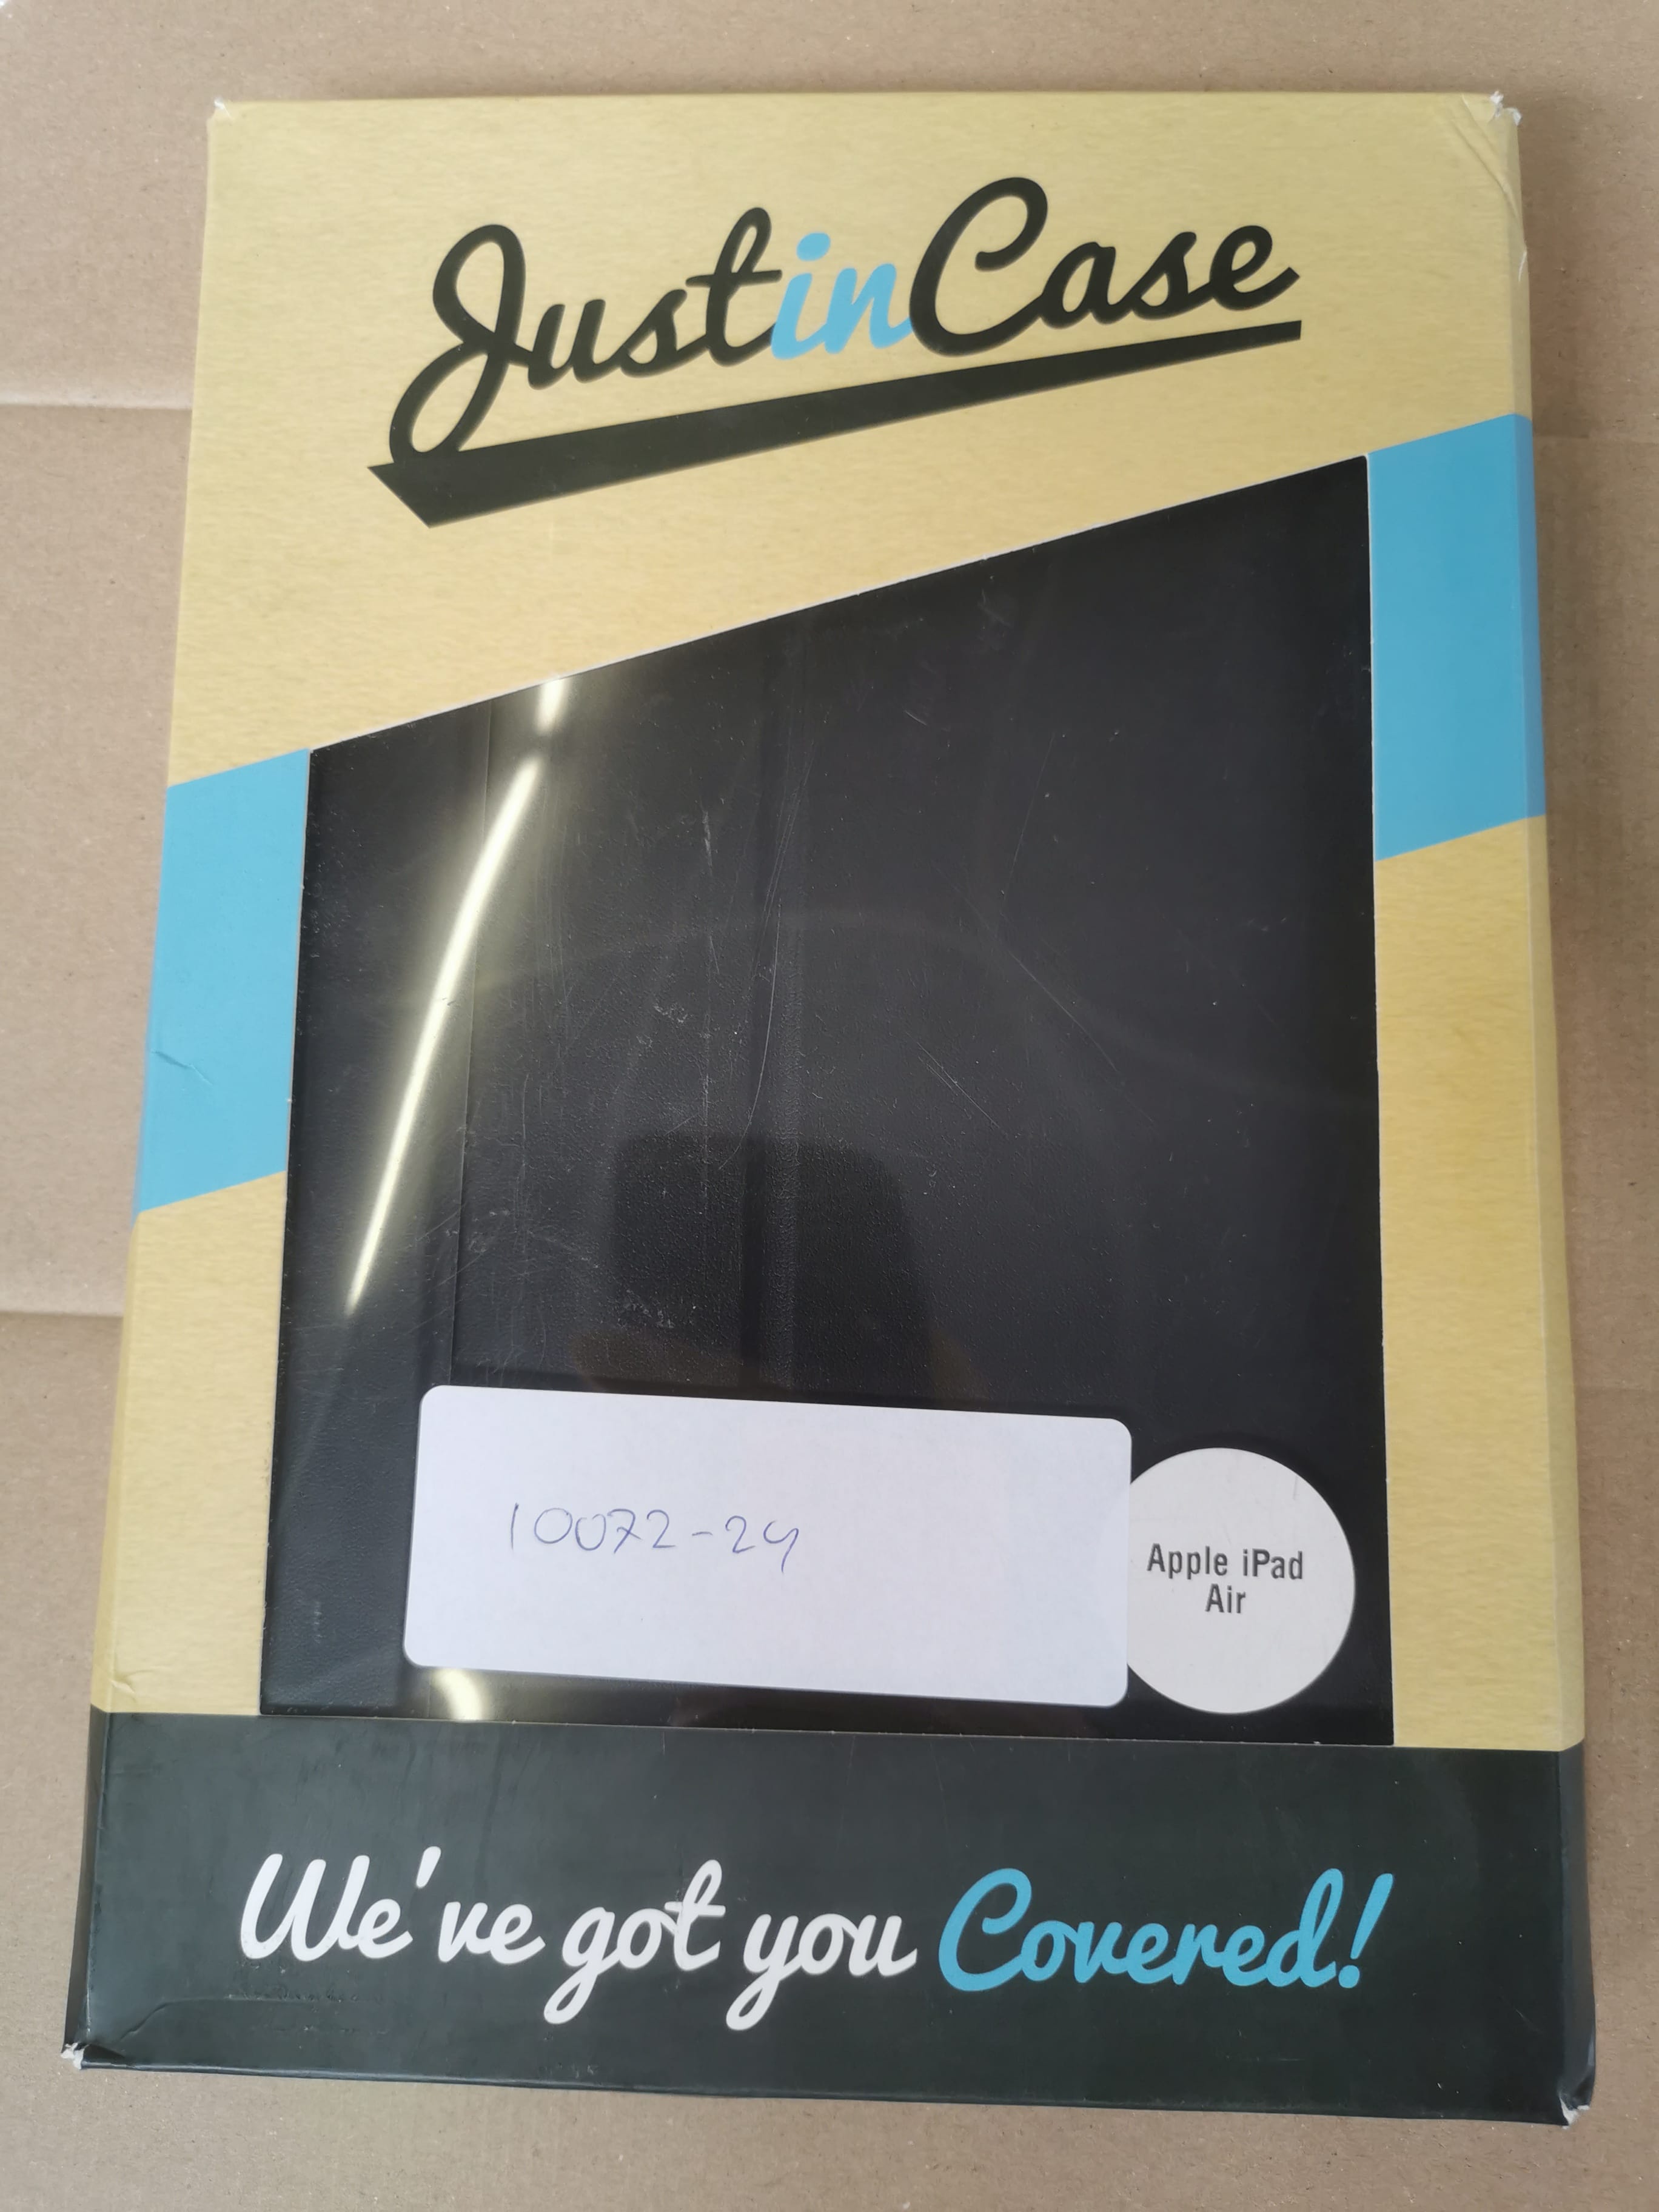 JustinCase
10072-24
Apple iPad
Air
We've got you Covered!